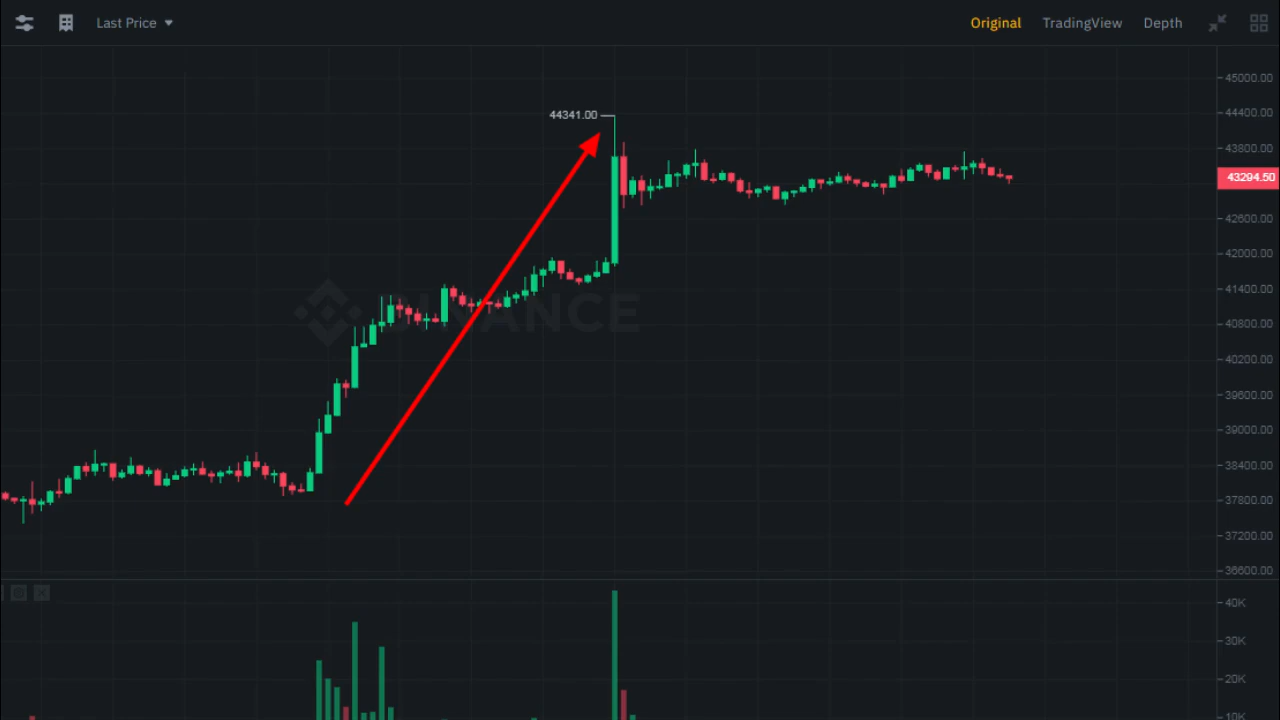 Last Price
Original TradingView Depth
45000.00
44400.00
44341.00
43800.00
43294.50
42600.00
42000.00
41400.00
BINANCE
40800.00
40200.00
39600.00
39000.00
38400.00
37800.00
37200.00
36600.00
40K
30K
20K
10K